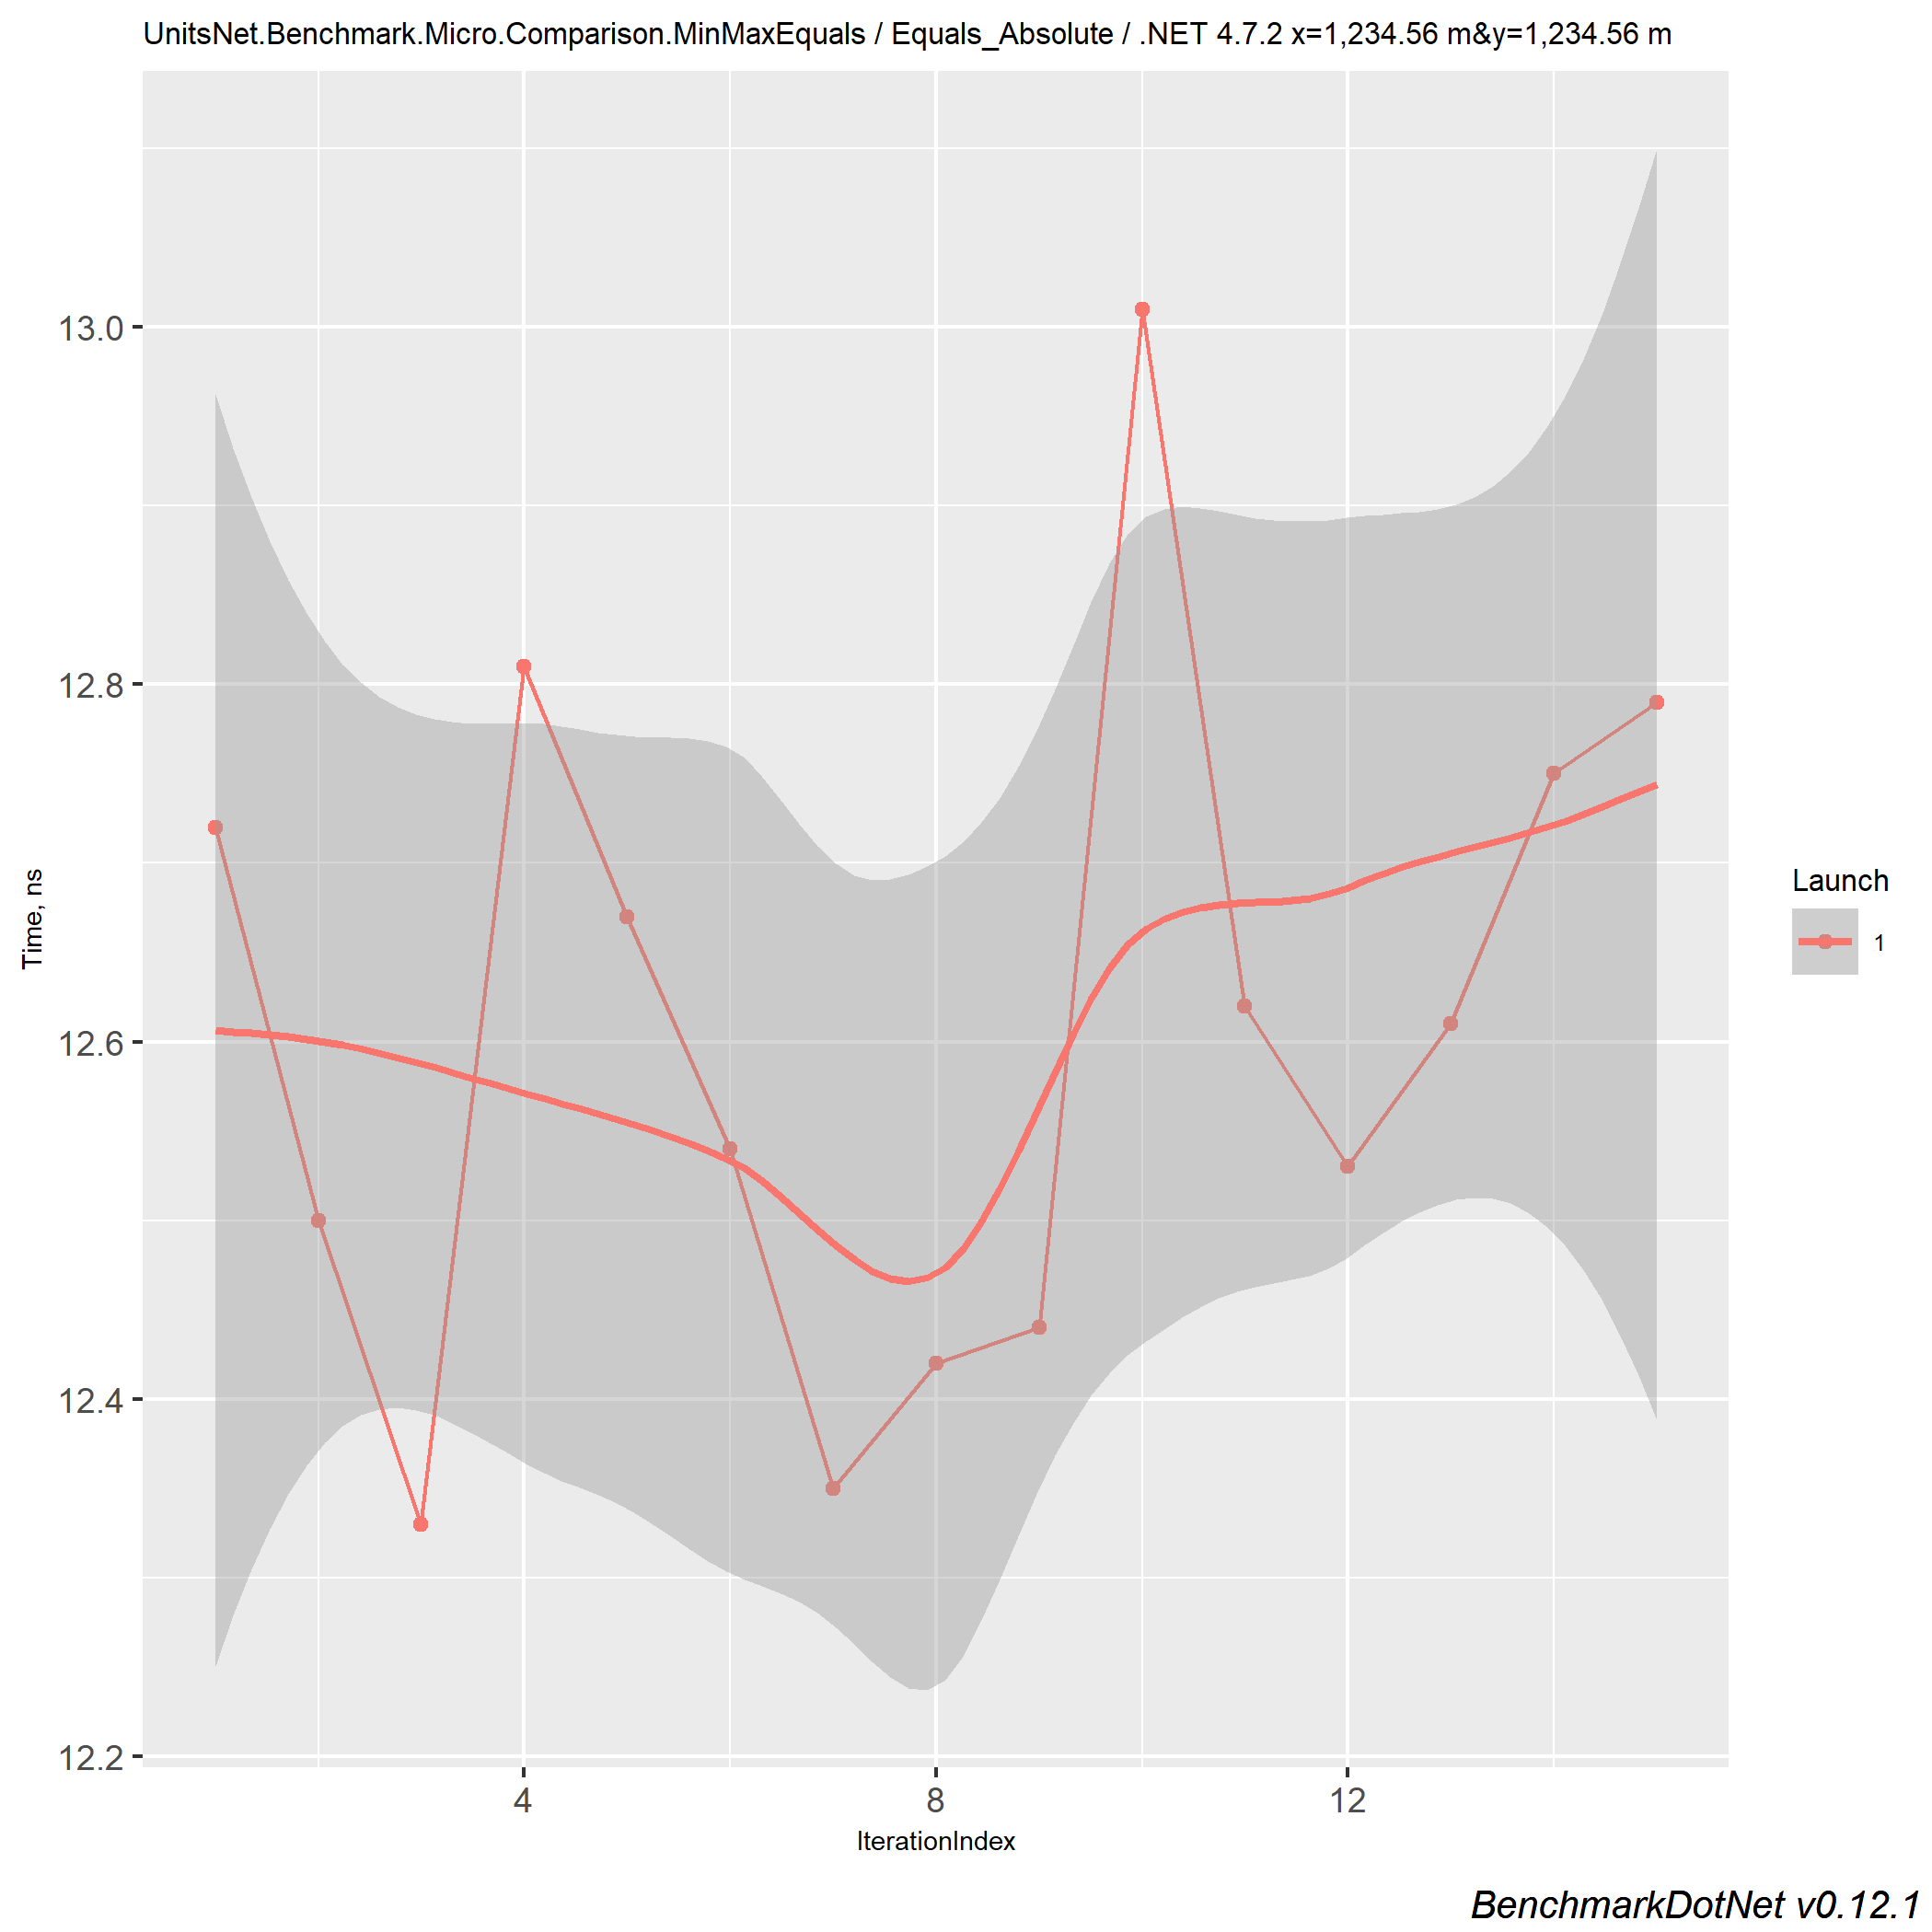 UnitsNet.Benchmark.Micro.Comparison.MinMaxEquals / Equals_Absolute / .NET 4.7.2 x=1,234.56 m&y=1,234.56 m
13.0
12.8
12.6
12.4
12.2
Time, ns
4
8
12
IterationIndex
Launch
1
BenchmarkDotNet v0.12.1